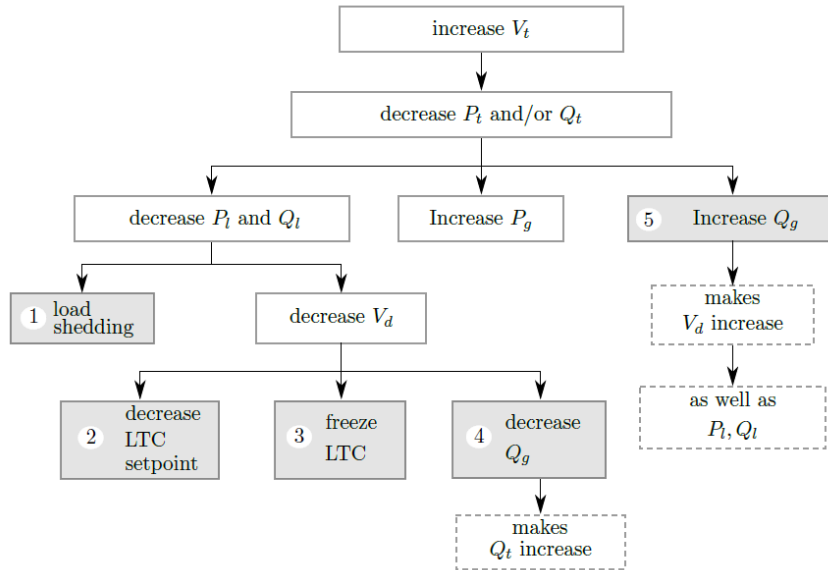 increase V_t
decrease P_t and/or Q_t
decrease P_l and Q_l
Increase P_g
5 Increase Q_g
1 load
shedding
decrease V_d
makes
V_d increase
2 decrease
LTC
setpoint
3 freeze
LTC
4 decrease
Q_g
as well as
P_l, Q_l
makes
Q_t increase